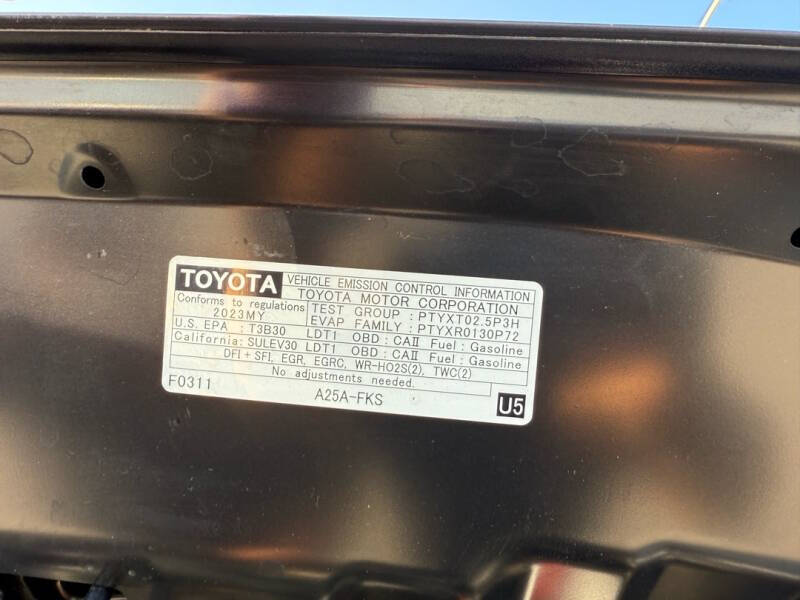 TOYOTA VEHICLE EMISSION CONTROL INFORMATION
TOYOTA MOTOR CORPORATION
Conforms to regulations
2023MY
TEST GROUP : PTYXT02.5P3H
EVAP FAMILY : PTYXR0130P72
U.S. EPA : T3B30 LDT1 OBD : CAII Fuel : Gasoline
California: SULEV30 LDT1 OBD : CAII Fuel : Gasoline
DFI + SFI, EGR, EGRC, WR-HO2S(2), TWC(2)
No adjustments needed.
F0311 A25A-FKS U5